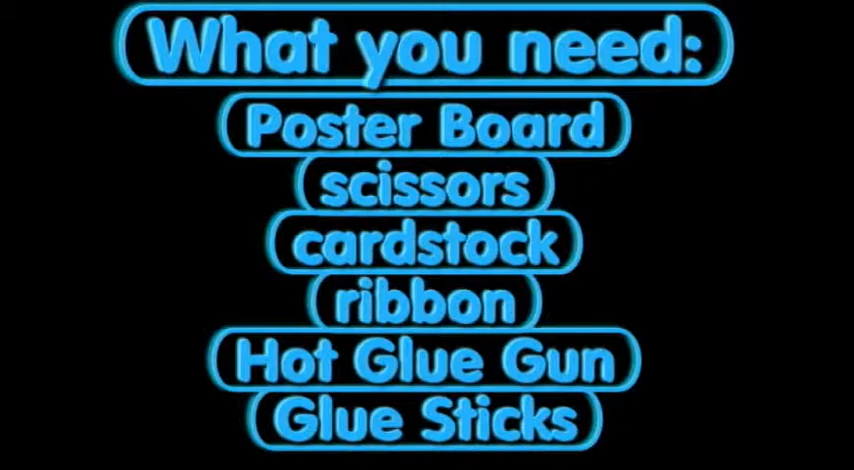 What you need:
Poster Board
scissors
cardstock
ribbon
Hot Glue Gun
Glue Sticks